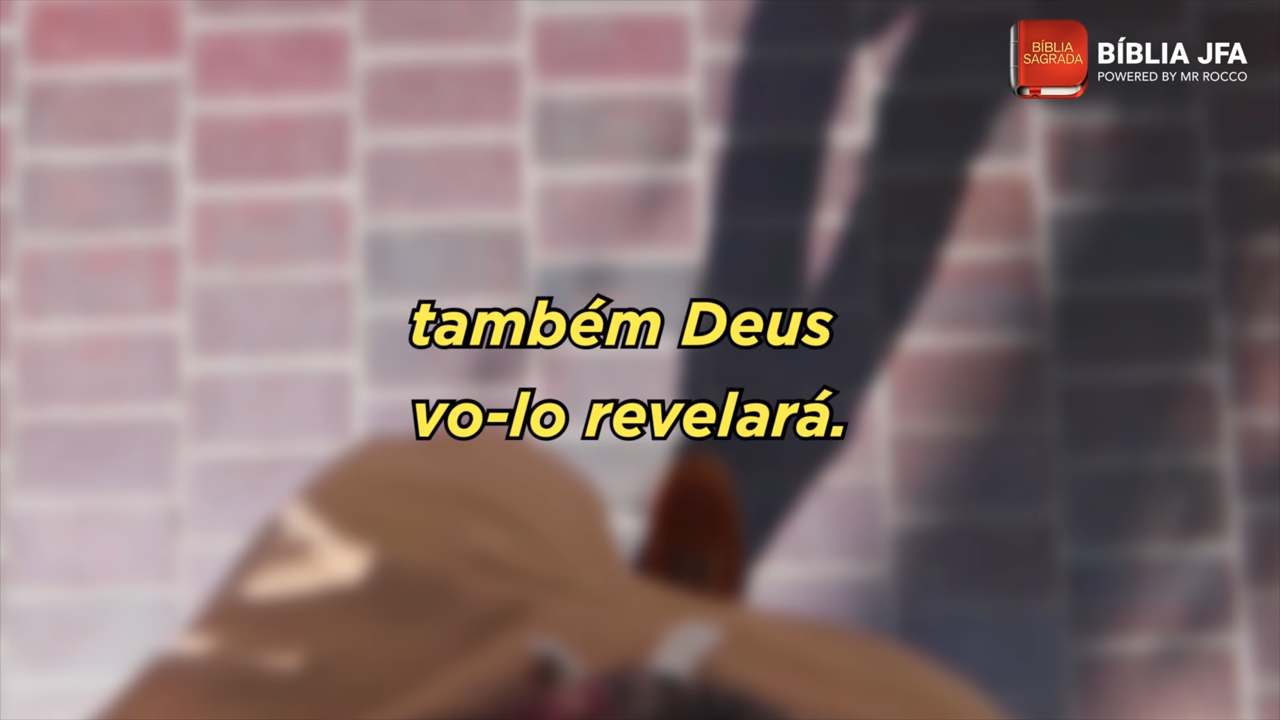 BÍBLIA
SAGRADA
BÍBLIA JFA
POWERED BY MR ROCCO
também Deus
vo-lo revelará.